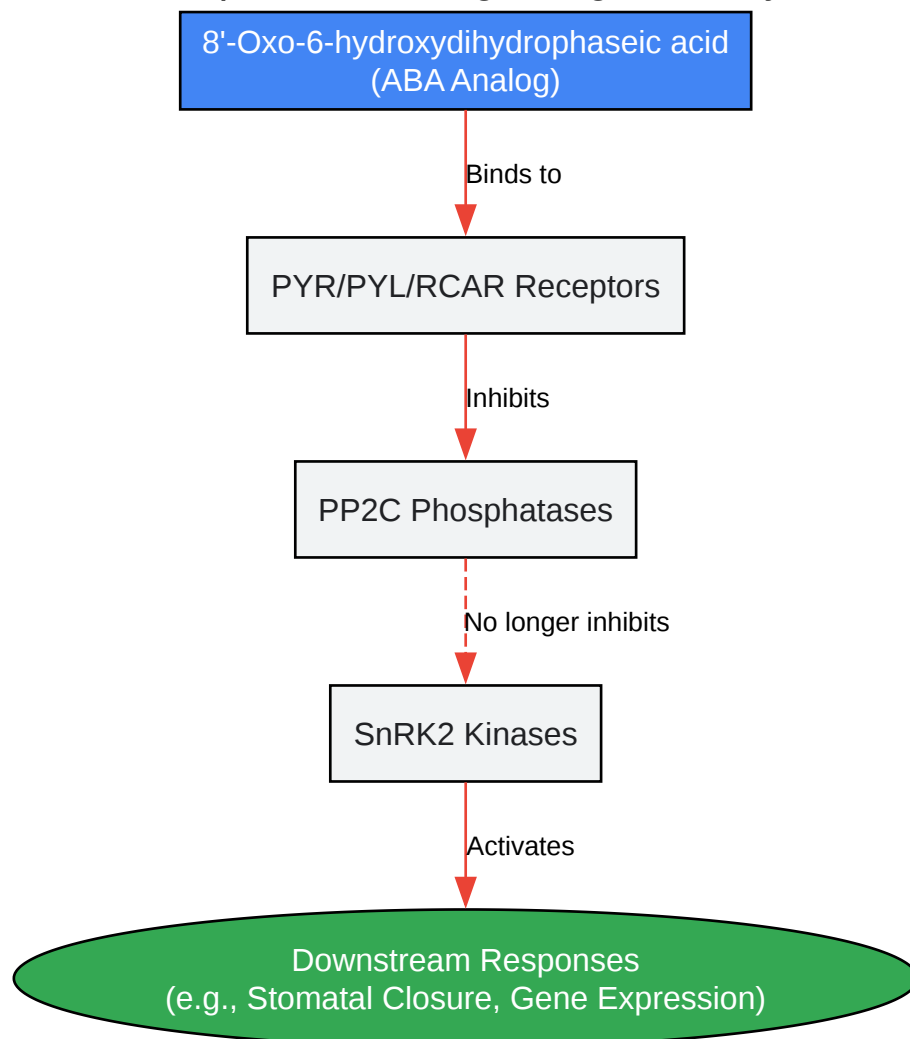 8'-Oxo-6-hydroxydihydrophaseic acid
(ABA Analog)
Binds to
PYR/PYL/RCAR Receptors
Inhibits
PP2C Phosphatases
No longer inhibits
SnRK2 Kinases
Activates
Downstream Responses
(e.g., Stomatal Closure, Gene Expression)